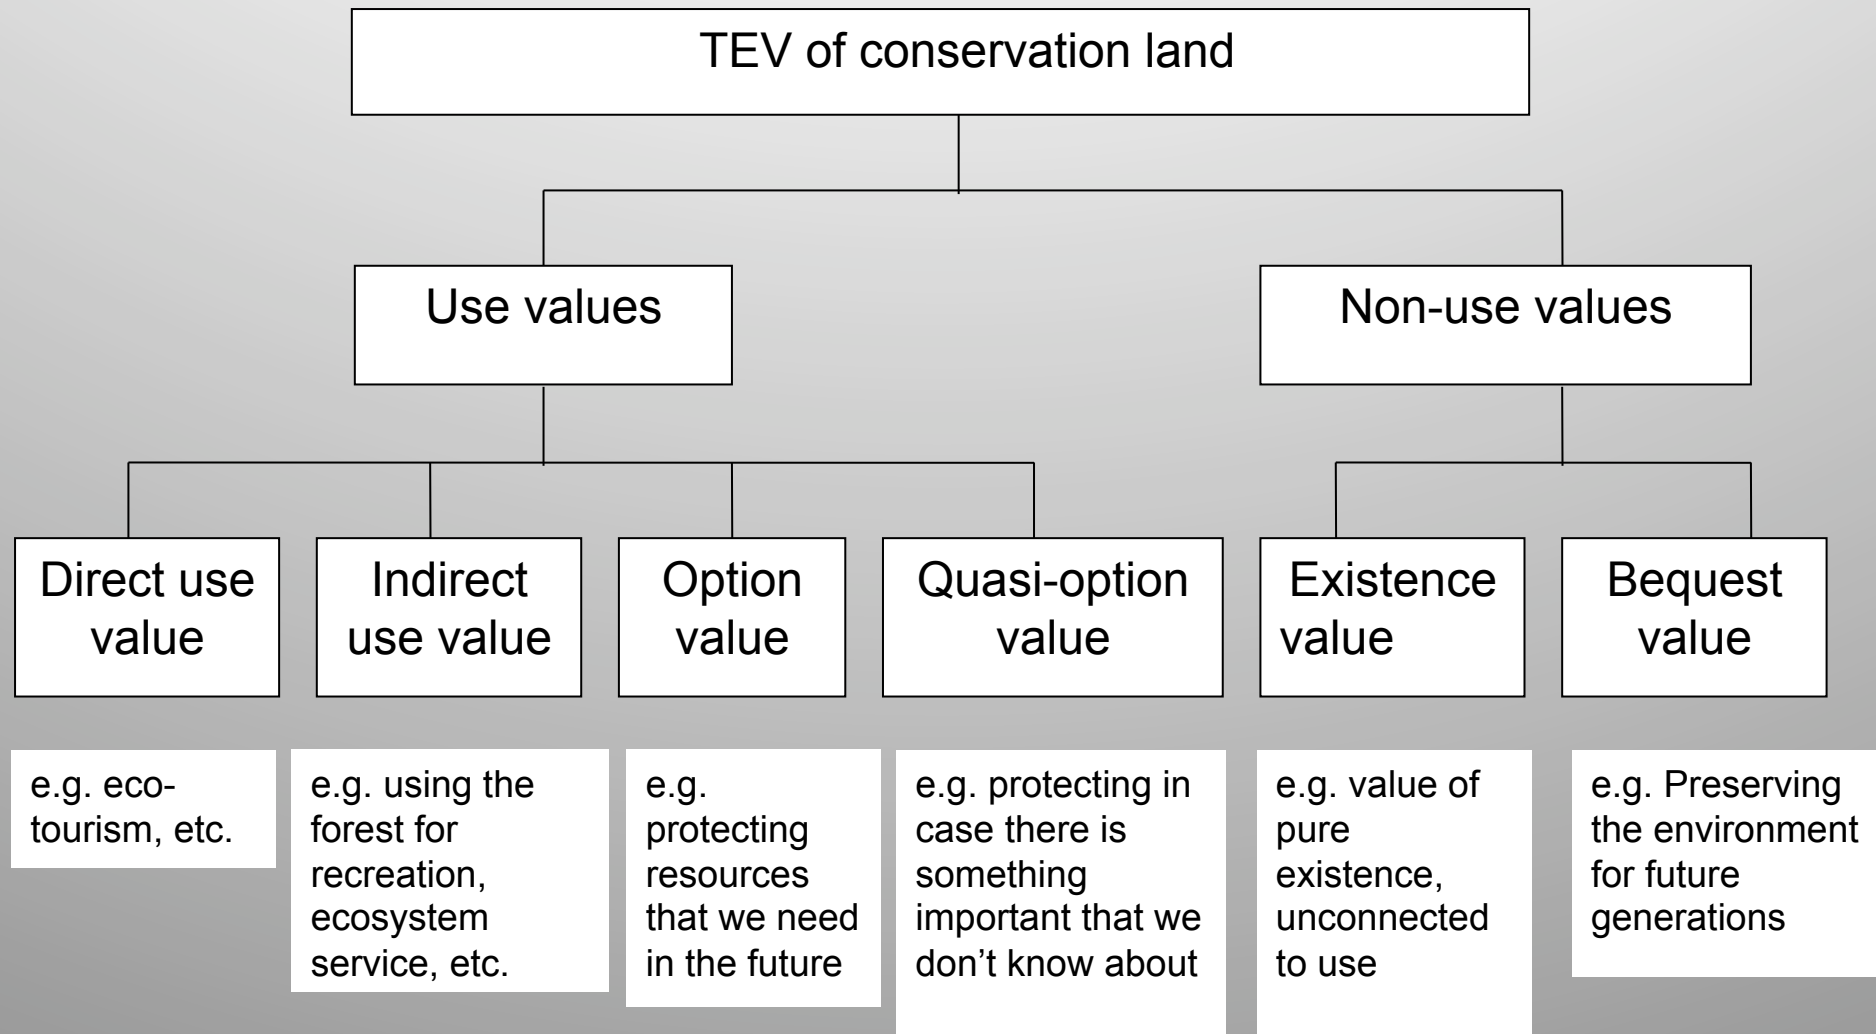 TEV of conservation land
Use values
Non-use values
Direct use
value
Indirect
use value
Option
value
Quasi-option
value
Existence
value
Bequest
value
e.g. eco-
tourism, etc.
e.g. using the
forest for
recreation,
ecosystem
service, etc.
e.g.
protecting
resources
that we need
in the future
e.g. protecting in
case there is
something
important that we
don’t know about
e.g. value of
pure
existence,
unconnected
to use
e.g. Preserving
the environment
for future
generations